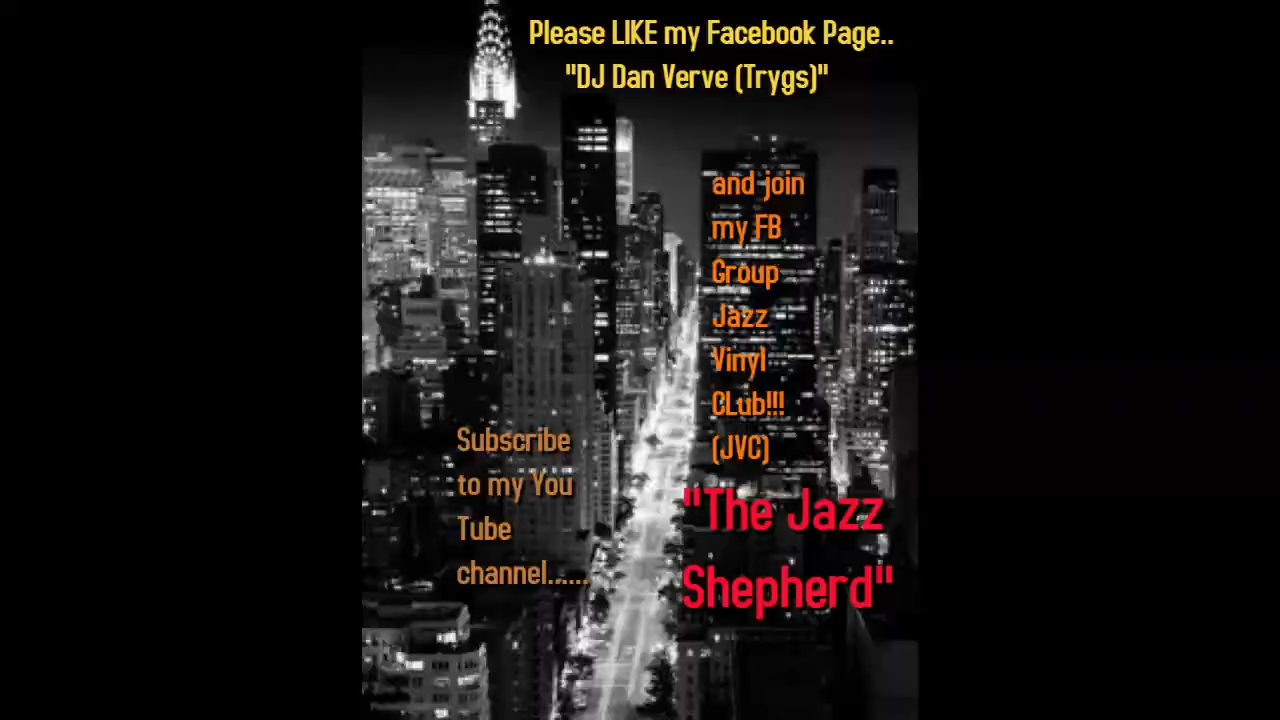 Please LIKE my Facebook Page..
"DJ Dan Verve (Trygs)"
and join
my FB
Group
Jazz
Vinyl
CLub!!!
(JVC)
Subscribe
to my You
Tube
channel......
"The Jazz
Shepherd"